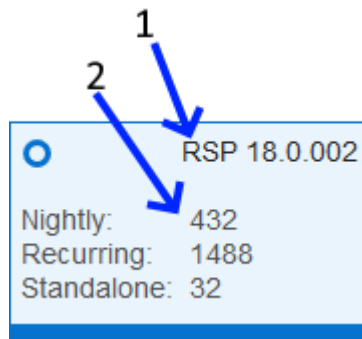 1
2
RSP 18.0.002
Nightly: 432
Recurring: 1488
Standalone: 32